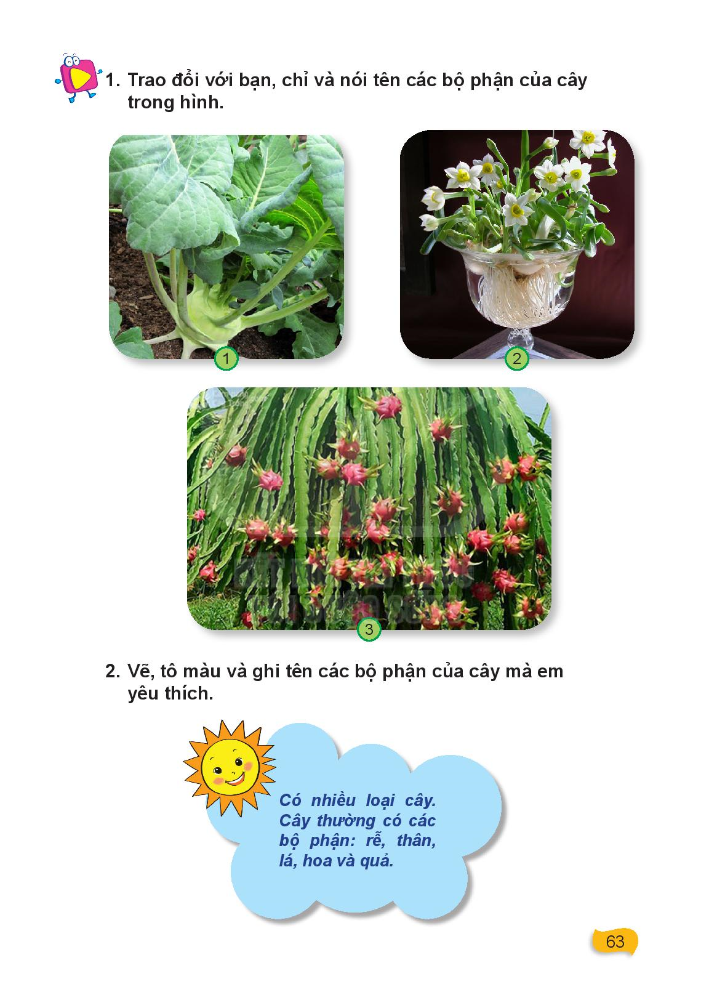 1. Trao đổi với bạn, chỉ và nói tên các bộ phận của cây
trong hình.
1
2
3
2. Vẽ, tô màu và ghi tên các bộ phận của cây mà em
yêu thích.
Có nhiều loại cây.
Cây thường có các
bộ phận: rễ, thân,
lá, hoa và quả.
63